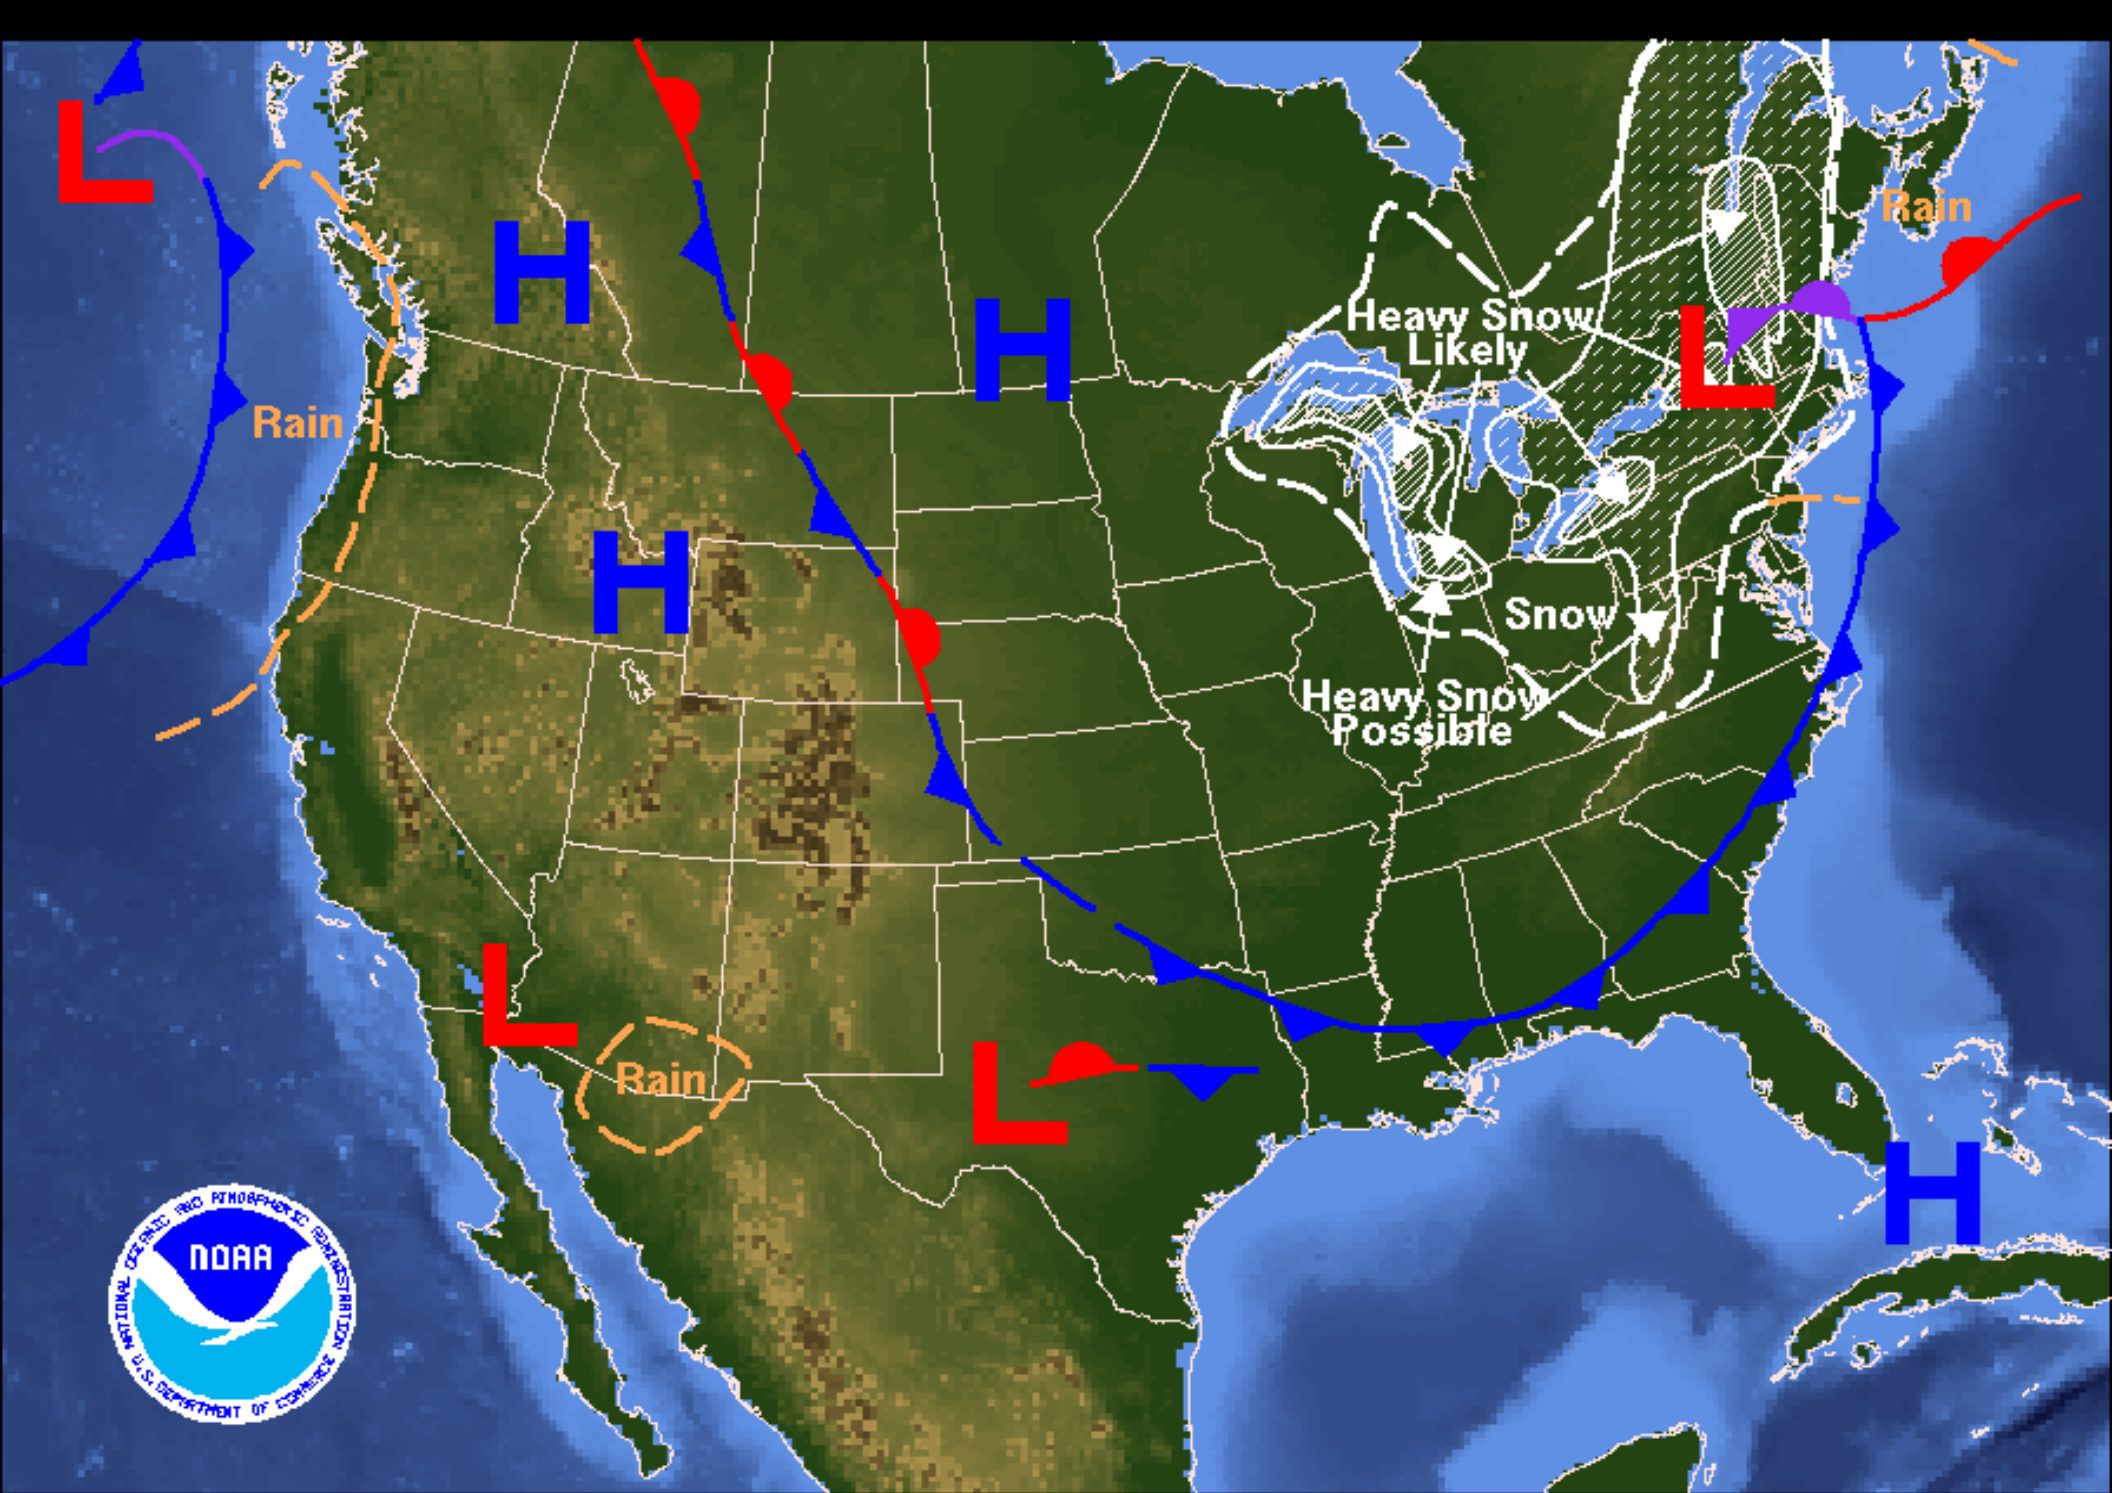 L
H
H
Rain
Heavy Snow
Likely
L
Rain
H
Snow
Heavy Snow
Possible
L
Rain
L
H
NATIONAL OCEANIC AND ATMOSPHERIC ADMINISTRATION
NOAA
U.S. DEPARTMENT OF COMMERCE